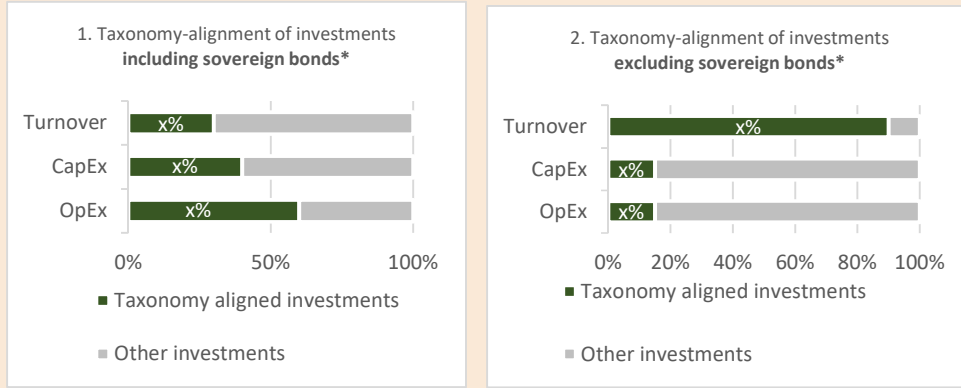 1. Taxonomy-alignment of investments
including sovereign bonds*
Turnover
x%
CapEx
x%
OpEx
x%
0% 50% 100%
Taxonomy aligned investments
Other investments
2. Taxonomy-alignment of investments
excluding sovereign bonds*
Turnover
x%
CapEx
x%
OpEx
x%
0% 20% 40% 60% 80% 100%
Taxonomy aligned investments
Other investments